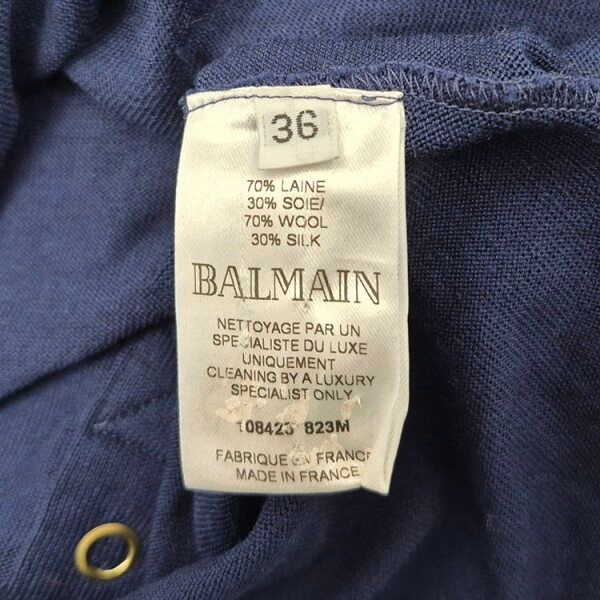 36
70% LAINE
30% SOIE/
70% WOOL
30% SILK
BALMAIN
NETTOYAGE PAR UN
SPECIALISTE DU LUXE
UNIQUEMENT
CLEANING BY A LUXURY
SPECIALIST ONLY
108423 823M
FABRIQUE EN FRANCE
MADE IN FRANCE